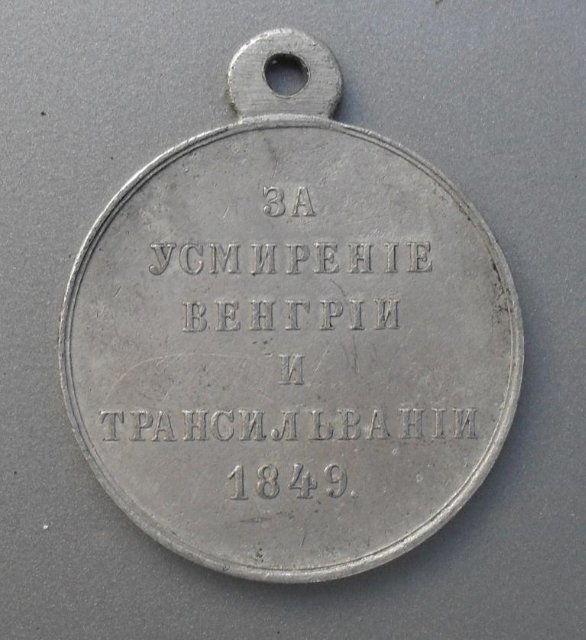 ЗА
УСМИРЕНІЕ
ВЕНГРІИ
И
ТРАНСИЛЬВАНІИ
1849.